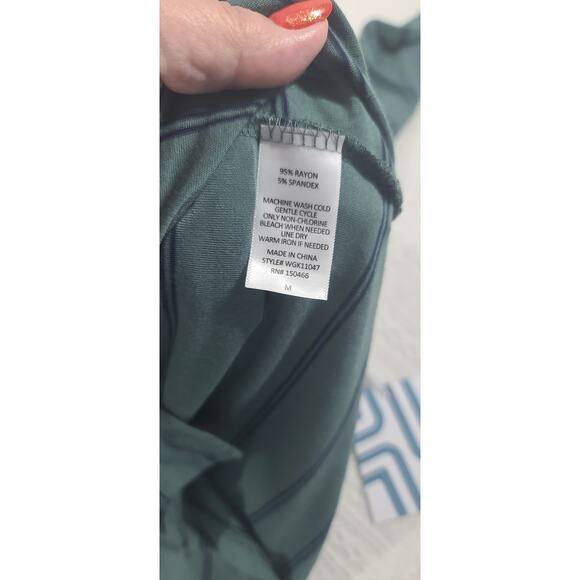 95% RAYON
5% SPANDEX
MACHINE WASH COLD
GENTLE CYCLE
ONLY NON-CHLORINE
BLEACH WHEN NEEDED
LINE DRY
WARM IRON IF NEEDED
MADE IN CHINA
STYLE# WGK11047
RN# 150466
M